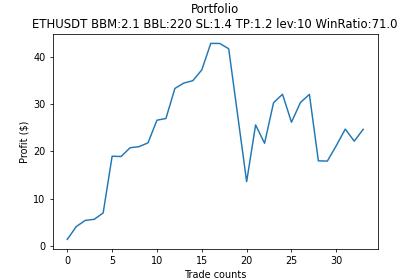 Portfolio
ETHUSDT BBM:2.1 BBL:220 SL:1.4 TP:1.2 lev:10 WinRatio:71.0
40
30
20
10
0
Profit ($)
0 5 10 15 20 25 30
Trade counts